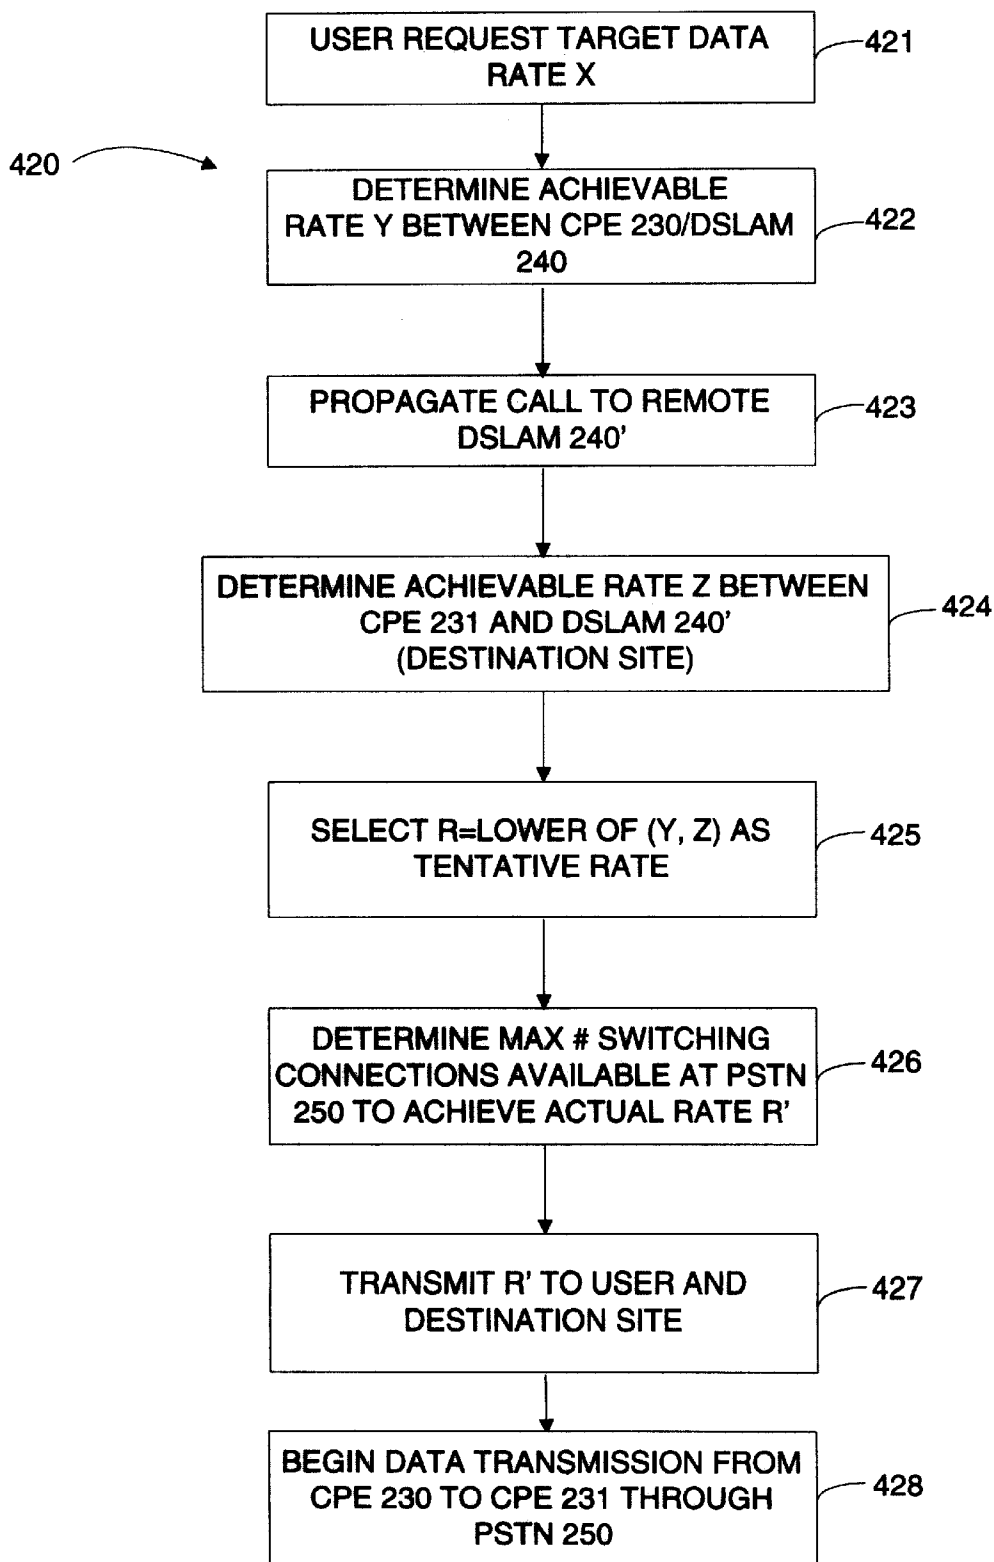 USER REQUEST TARGET DATA
RATE X
421
420
DETERMINE ACHIEVABLE
RATE Y BETWEEN CPE 230/DSLAM
240
422
PROPAGATE CALL TO REMOTE
DSLAM 240'
423
DETERMINE ACHIEVABLE RATE Z BETWEEN
CPE 231 AND DSLAM 240'
(DESTINATION SITE)
424
SELECT R=LOWER OF (Y, Z) AS
TENTATIVE RATE
425
DETERMINE MAX # SWITCHING
CONNECTIONS AVAILABLE AT PSTN
250 TO ACHIEVE ACTUAL RATE R'
426
TRANSMIT R' TO USER AND
DESTINATION SITE
427
BEGIN DATA TRANSMISSION FROM
CPE 230 TO CPE 231 THROUGH
PSTN 250
428